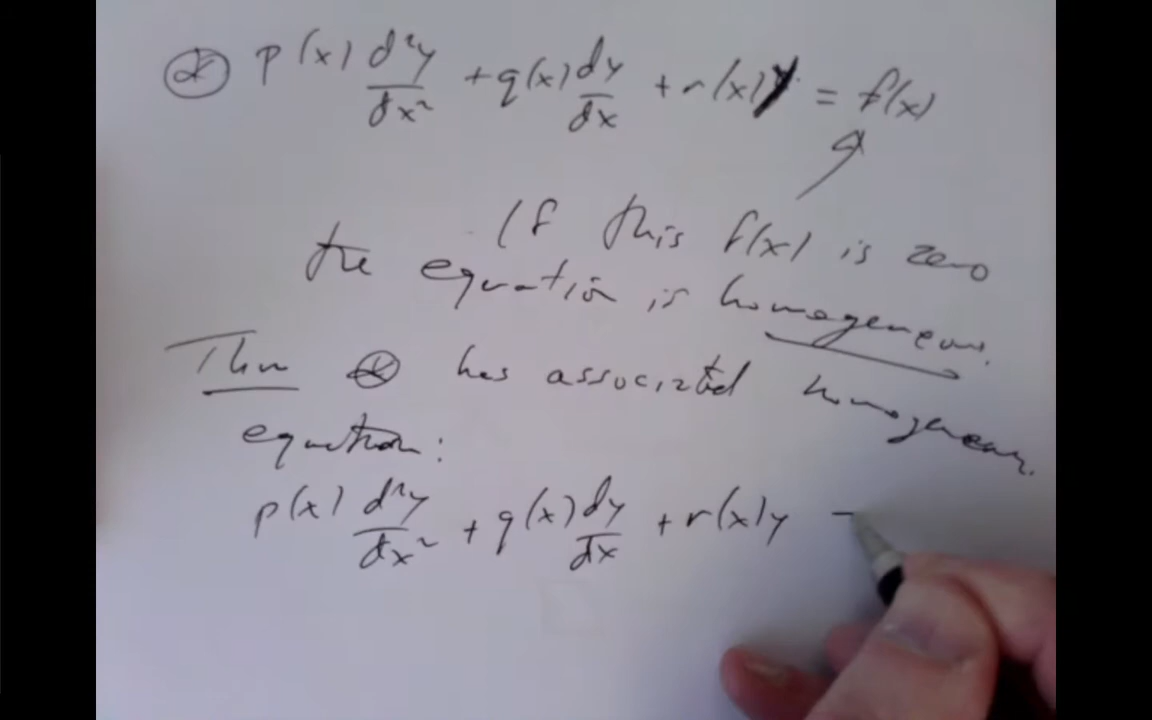 ⊛ p(x) d²y/dx² + q(x) dy/dx + r(x)y = f(x)
If this f(x) is zero
the equation is homogeneous.
Then ⊛ has associated homogeneous
equation:
p(x) d²y/dx² + q(x) dy/dx + r(x)y